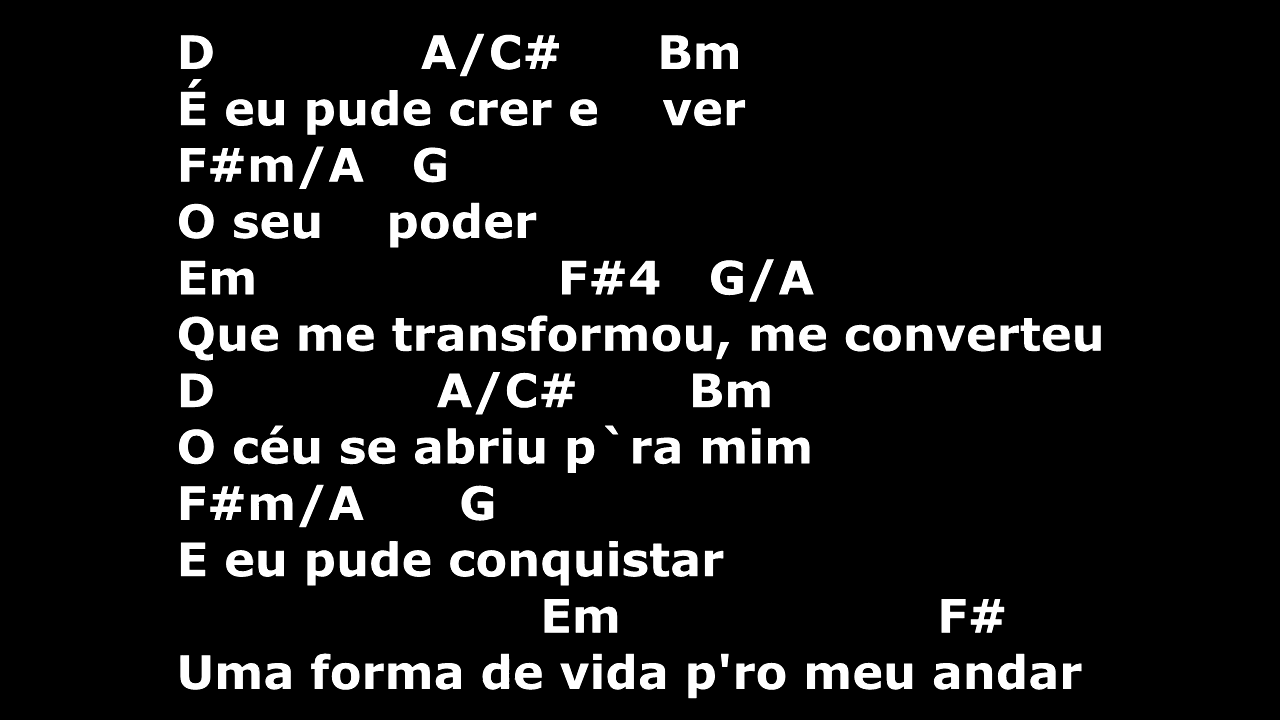 D A/C# Bm
É eu pude crer e ver
F#m/A G
O seu poder
Em F#4 G/A
Que me transformou, me converteu
D A/C# Bm
O céu se abriu p`ra mim
F#m/A G
E eu pude conquistar
Em F#
Uma forma de vida p'ro meu andar